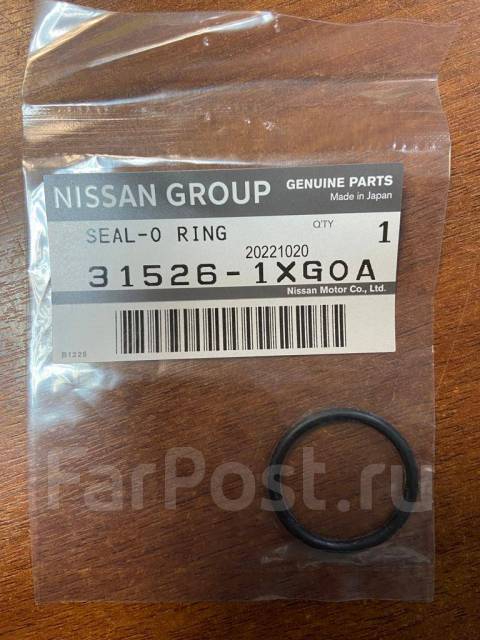 NISSAN GROUP GENUINE PARTS
Made in Japan
SEAL-O RING Q'TY 1
20221020
31526-1XG0A
Nissan Motor Co., Ltd.
B1225
FarPost.ru